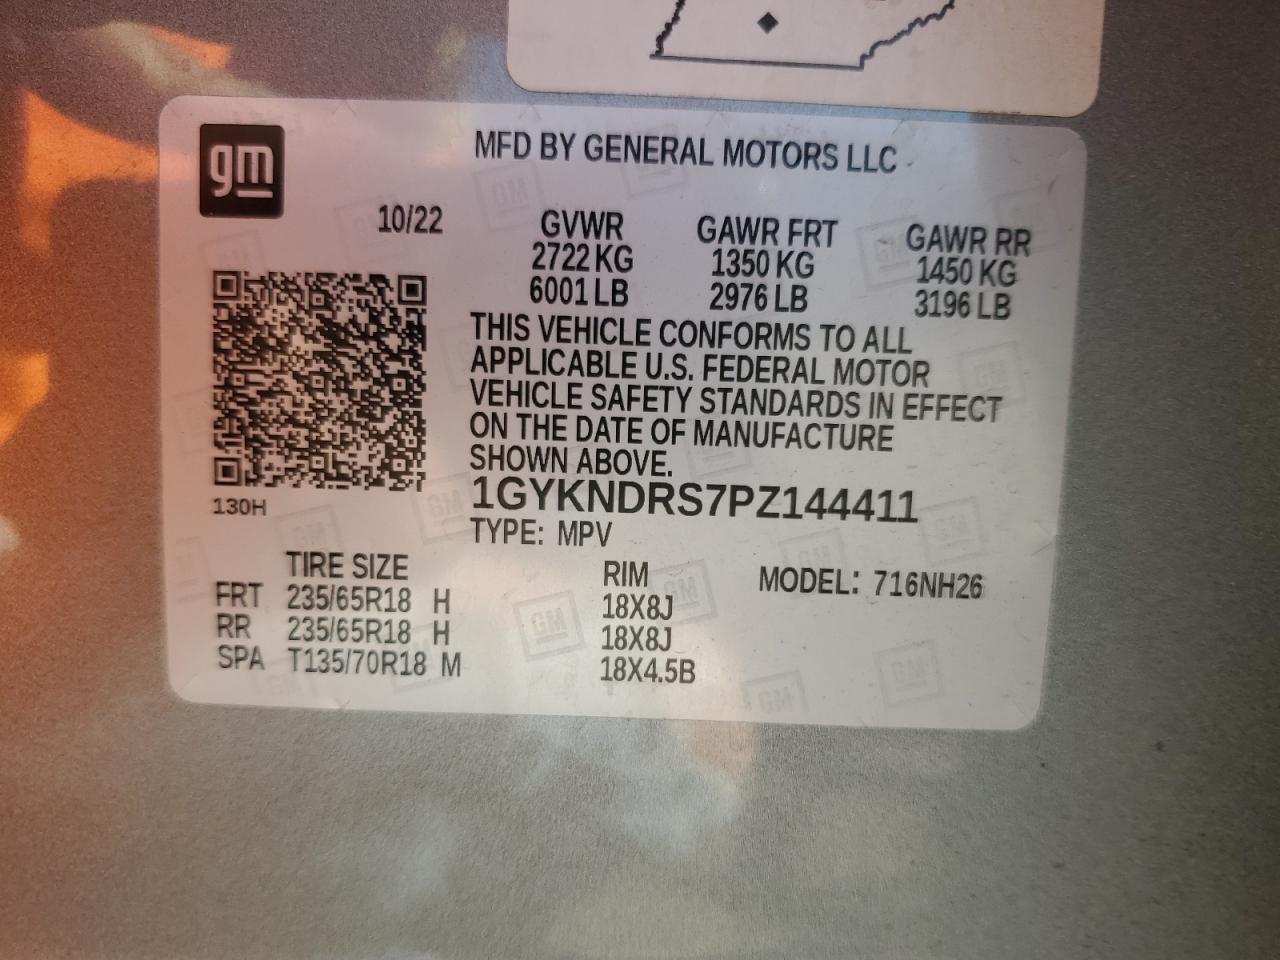 gm
MFD BY GENERAL MOTORS LLC
10/22
GVWR GAWR FRT GAWR RR
2722 KG 1350 KG 1450 KG
6001 LB 2976 LB 3196 LB
THIS VEHICLE CONFORMS TO ALL
APPLICABLE U.S. FEDERAL MOTOR
VEHICLE SAFETY STANDARDS IN EFFECT
ON THE DATE OF MANUFACTURE
SHOWN ABOVE.
130H
1GYKNDRS7PZ144411
TYPE: MPV
TIRE SIZE RIM MODEL: 716NH26
FRT 235/65R18 H 18X8J
RR 235/65R18 H 18X8J
SPA T135/70R18 M 18X4.5B